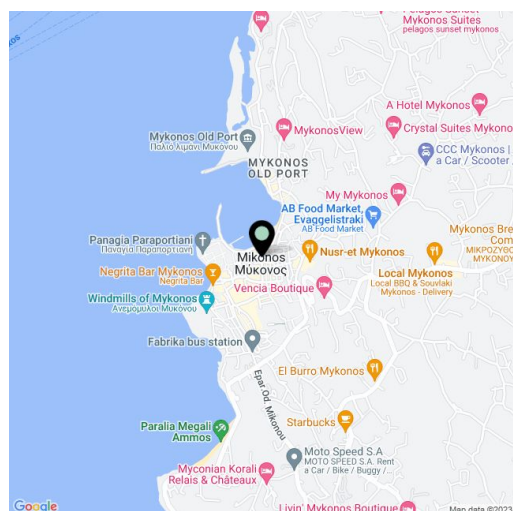 Pelagos Sunset
Mykonos Suites
pelagos sunset mykonos
A Hotel Mykonos
MykonosView
Crystal Suites Mykono
Mykonos Old Port
Παλιό λιμάνι Μυκόνου
CCC Mykonos |
a Car / Scooter
MYKONOS
OLD PORT
My Mykonos
AB Food Market,
Evaggelistraki
AB Food Market
Mykonos Bre
Com
ΜΙΚΡΟΖΥΘΟ
ΜΥΚΟΝΟΥ
Panagia Paraportiani
Παναγία Παραπορτιανή
Mikonos
Μύκονος
Nusr-et Mykonos
Negrita Bar Mykonos
Negrita Bar
Local Mykonos
Local BBQ & Souvlaki
Mykonos - Delivery
Vencia Boutique
Windmills of Mykonos
Ανεμόμυλοι Μυκόνου
Fabrika bus station
El Burro Mykonos
Epar.Od. Mikonou
Starbucks
Paralia Megali
Ammos
Moto Speed S.A
MOTO SPEED S.A. Rent
a Car / Bike / Buggy /...
Myconian Korali
Relais & Châteaux
Livin' Mykonos Boutique
Google
Map data ©2023